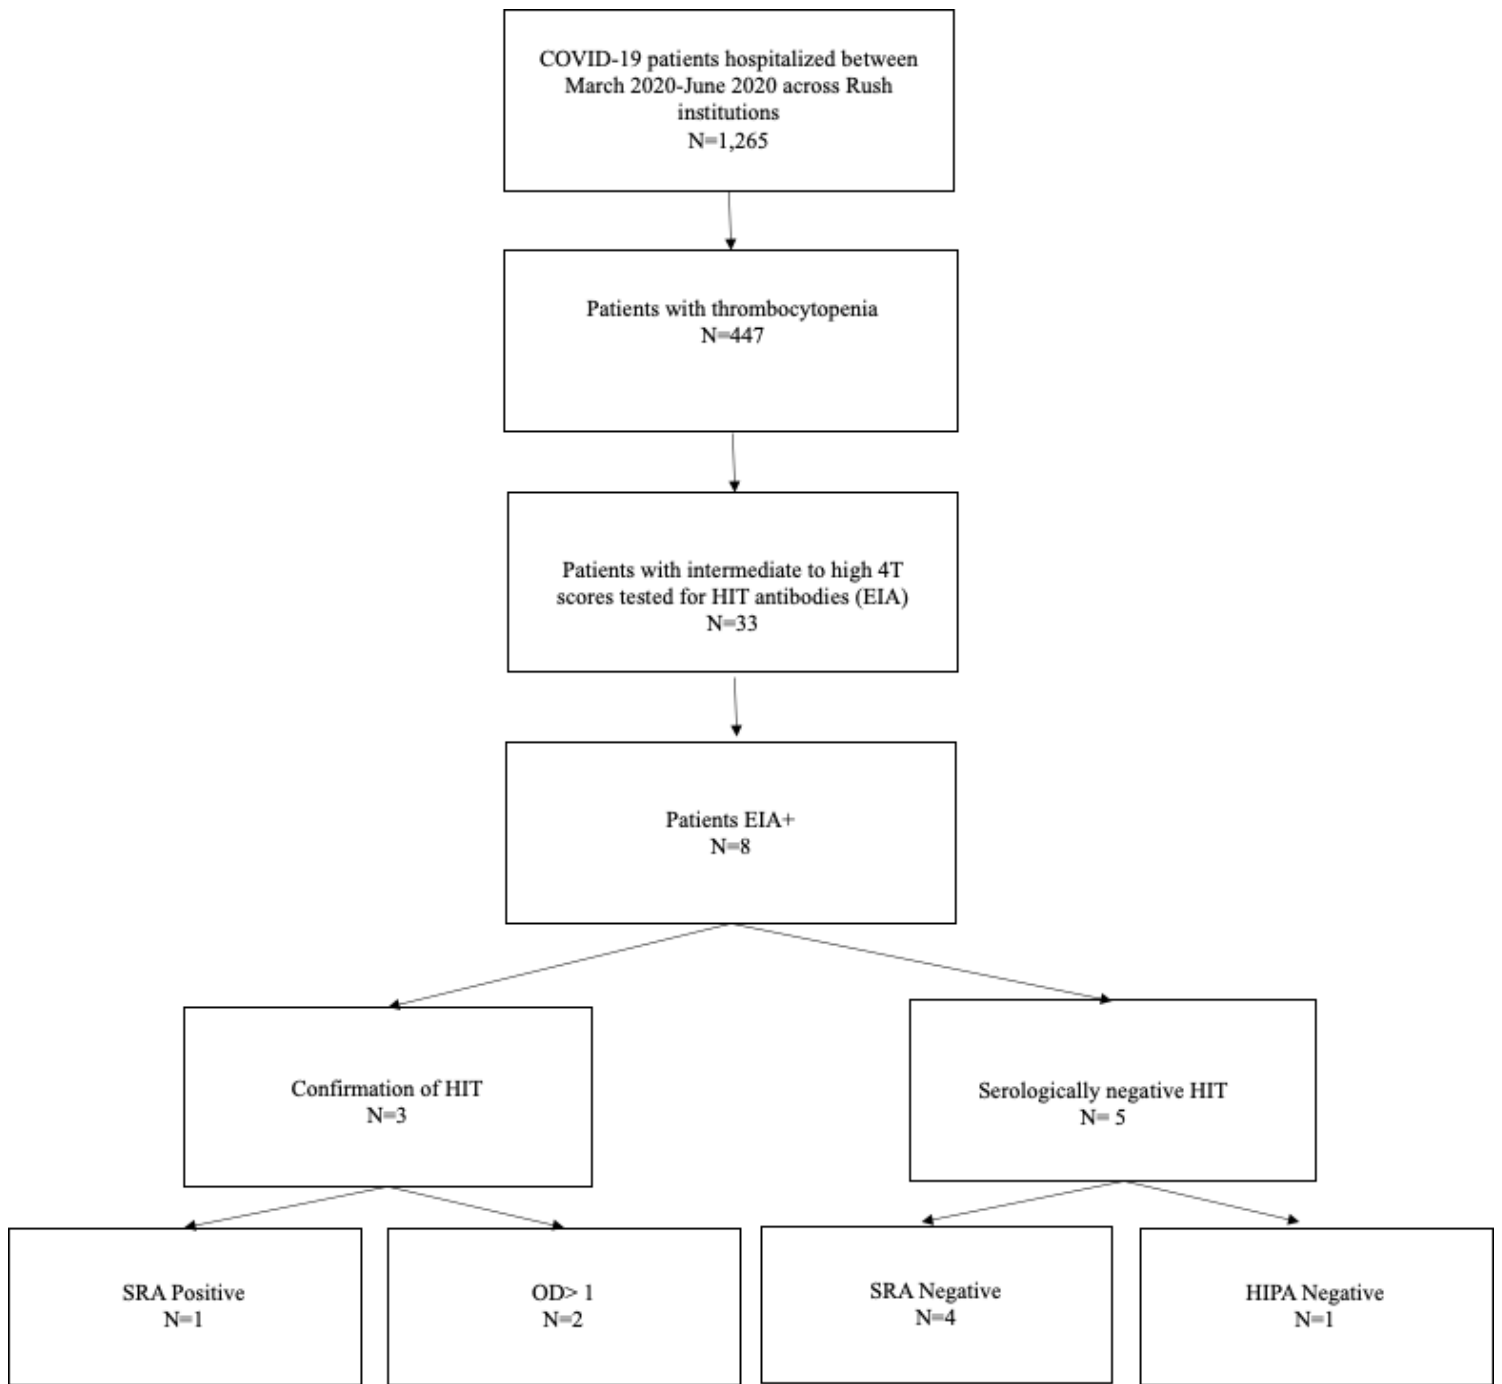 COVID-19 patients hospitalized between
March 2020-June 2020 across Rush
institutions
N=1,265
Patients with thrombocytopenia
N=447
Patients with intermediate to high 4T
scores tested for HIT antibodies (EIA)
N=33
Patients EIA+
N=8
Confirmation of HIT
N=3
Serologically negative HIT
N= 5
SRA Positive
N=1
OD> 1
N=2
SRA Negative
N=4
HIPA Negative
N=1